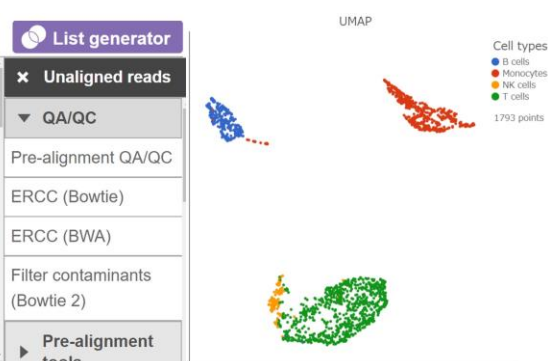 List generator
Unaligned reads
QA/QC
Pre-alignment QA/QC
ERCC (Bowtie)
ERCC (BWA)
Filter contaminants
(Bowtie 2)
Pre-alignment
tools
UMAP
Cell types
B cells
Monocytes
NK cells
T cells
1793 points